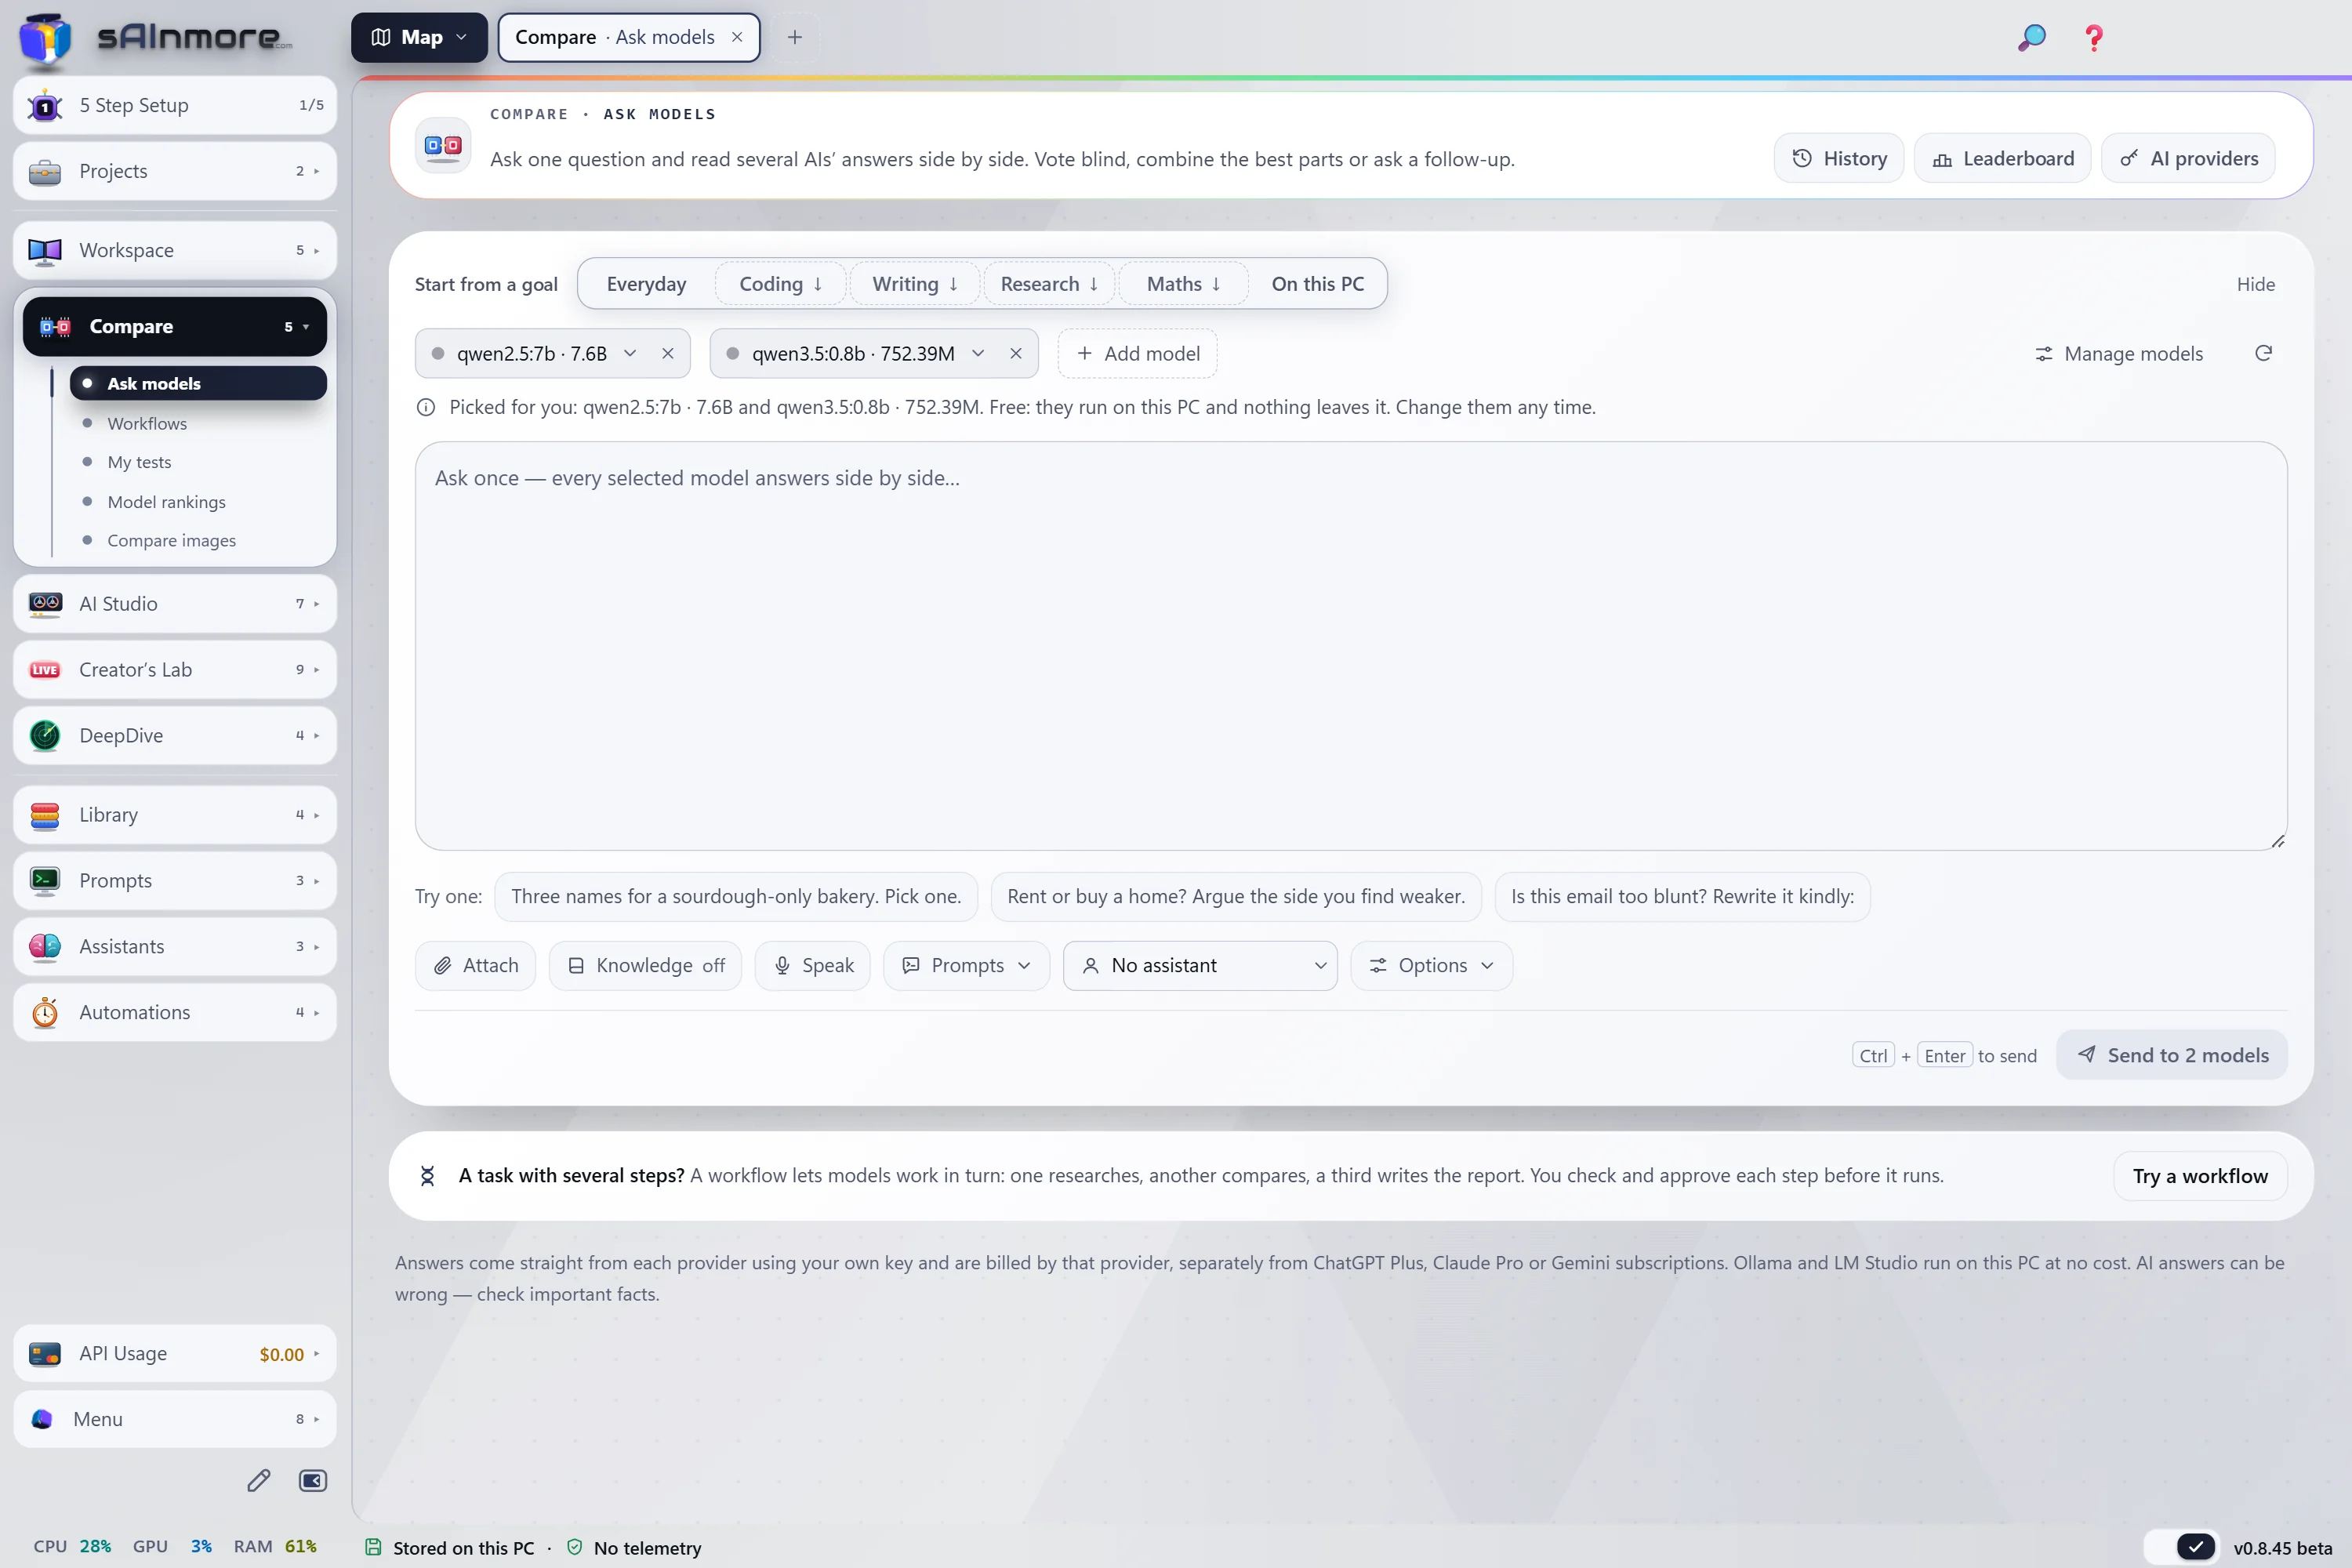 sAInmore.com
Map
Compare · Ask models
5 Step Setup 1/5
Projects 2
Workspace 5
Compare 5
Ask models
Workflows
My tests
Model rankings
Compare images
AI Studio 7
LIVE
Creator’s Lab 9
DeepDive 4
Library 4
Prompts 3
Assistants 3
Automations 4
API Usage $0.00
Menu 8
COMPARE · ASK MODELS
Ask one question and read several AIs’ answers side by side. Vote blind, combine the best parts or ask a follow-up.
History
Leaderboard
AI providers
Start from a goal
Everyday
Coding ↓
Writing ↓
Research ↓
Maths ↓
On this PC
Hide
qwen2.5:7b · 7.6B
qwen3.5:0.8b · 752.39M
Add model
Manage models
Picked for you: qwen2.5:7b · 7.6B and qwen3.5:0.8b · 752.39M. Free: they run on this PC and nothing leaves it. Change them any time.
Ask once — every selected model answers side by side…
Try one:
Three names for a sourdough-only bakery. Pick one.
Rent or buy a home? Argue the side you find weaker.
Is this email too blunt? Rewrite it kindly:
Attach
Knowledge off
Speak
Prompts
No assistant
Options
Ctrl + Enter to send
Send to 2 models
A task with several steps? A workflow lets models work in turn: one researches, another compares, a third writes the report. You check and approve each step before it runs.
Try a workflow
Answers come straight from each provider using your own key and are billed by that provider, separately from ChatGPT Plus, Claude Pro or Gemini subscriptions. Ollama and LM Studio run on this PC at no cost. AI answers can be
wrong — check important facts.
CPU 28% GPU 3% RAM 61%
Stored on this PC · No telemetry
v0.8.45 beta